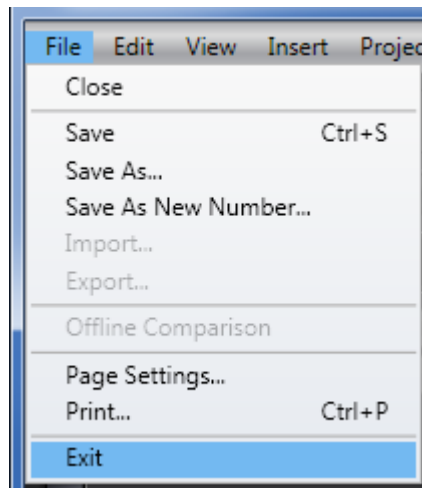 File Edit View Insert Projec
Close
Save Ctrl+S
Save As...
Save As New Number...
Import...
Export...
Offline Comparison
Page Settings...
Print... Ctrl+P
Exit